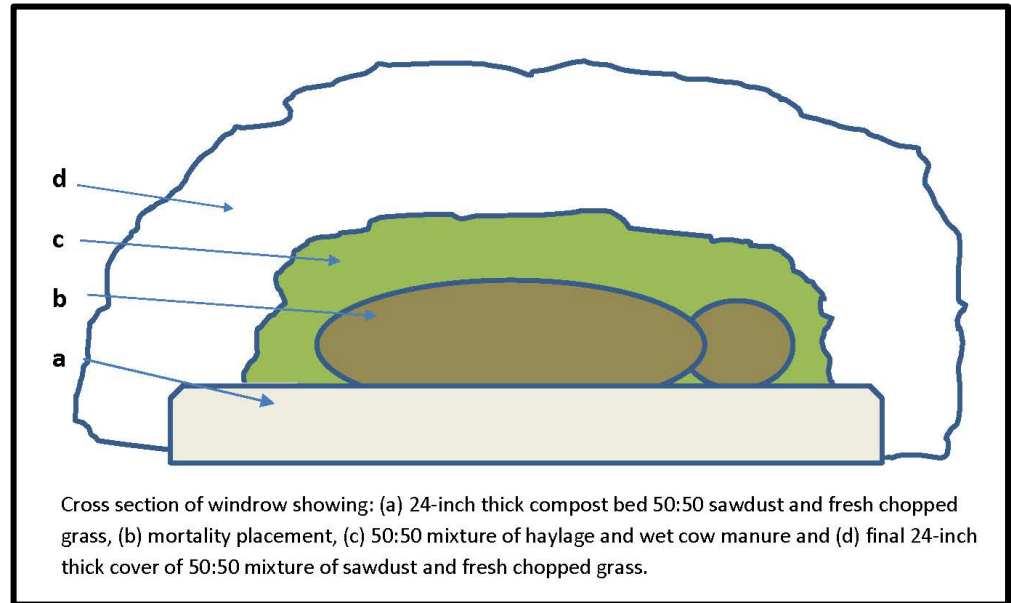 d
c
b
a
Cross section of windrow showing: (a) 24-inch thick compost bed 50:50 sawdust and fresh chopped
grass, (b) mortality placement, (c) 50:50 mixture of haylage and wet cow manure and (d) final 24-inch
thick cover of 50:50 mixture of sawdust and fresh chopped grass.